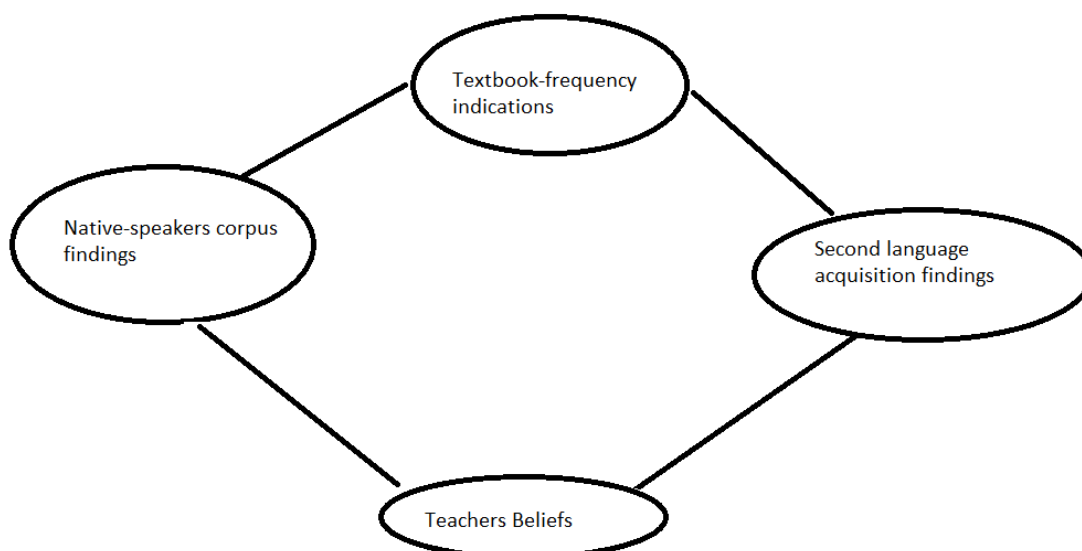 Textbook-frequency
indications
Native-speakers corpus
findings
Second language
acquisition findings
Teachers Beliefs